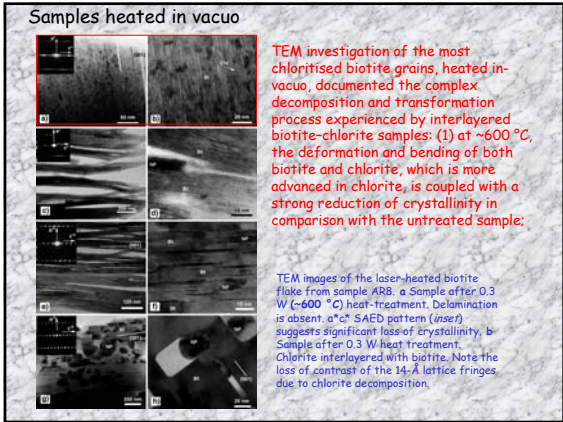 Samples heated in vacuo
a)
b)
c)
d)
e)
f)
g)
h)
TEM investigation of the most
chloritised biotite grains, heated in-
vacuo, documented the complex
decomposition and transformation
process experienced by interlayered
biotite–chlorite samples: (1) at ~600 °C,
the deformation and bending of both
biotite and chlorite, which is more
advanced in chlorite, is coupled with a
strong reduction of crystallinity in
comparison with the untreated sample;
TEM images of the laser-heated biotite
flake from sample AR8. a Sample after 0.3
W (~600 °C) heat-treatment. Delamination
is absent. a*c* SAED pattern (inset)
suggests significant loss of crystallinity. b
Sample after 0.3 W heat treatment.
Chlorite interlayered with biotite. Note the
loss of contrast of the 14-Å lattice fringes
due to chlorite decomposition.